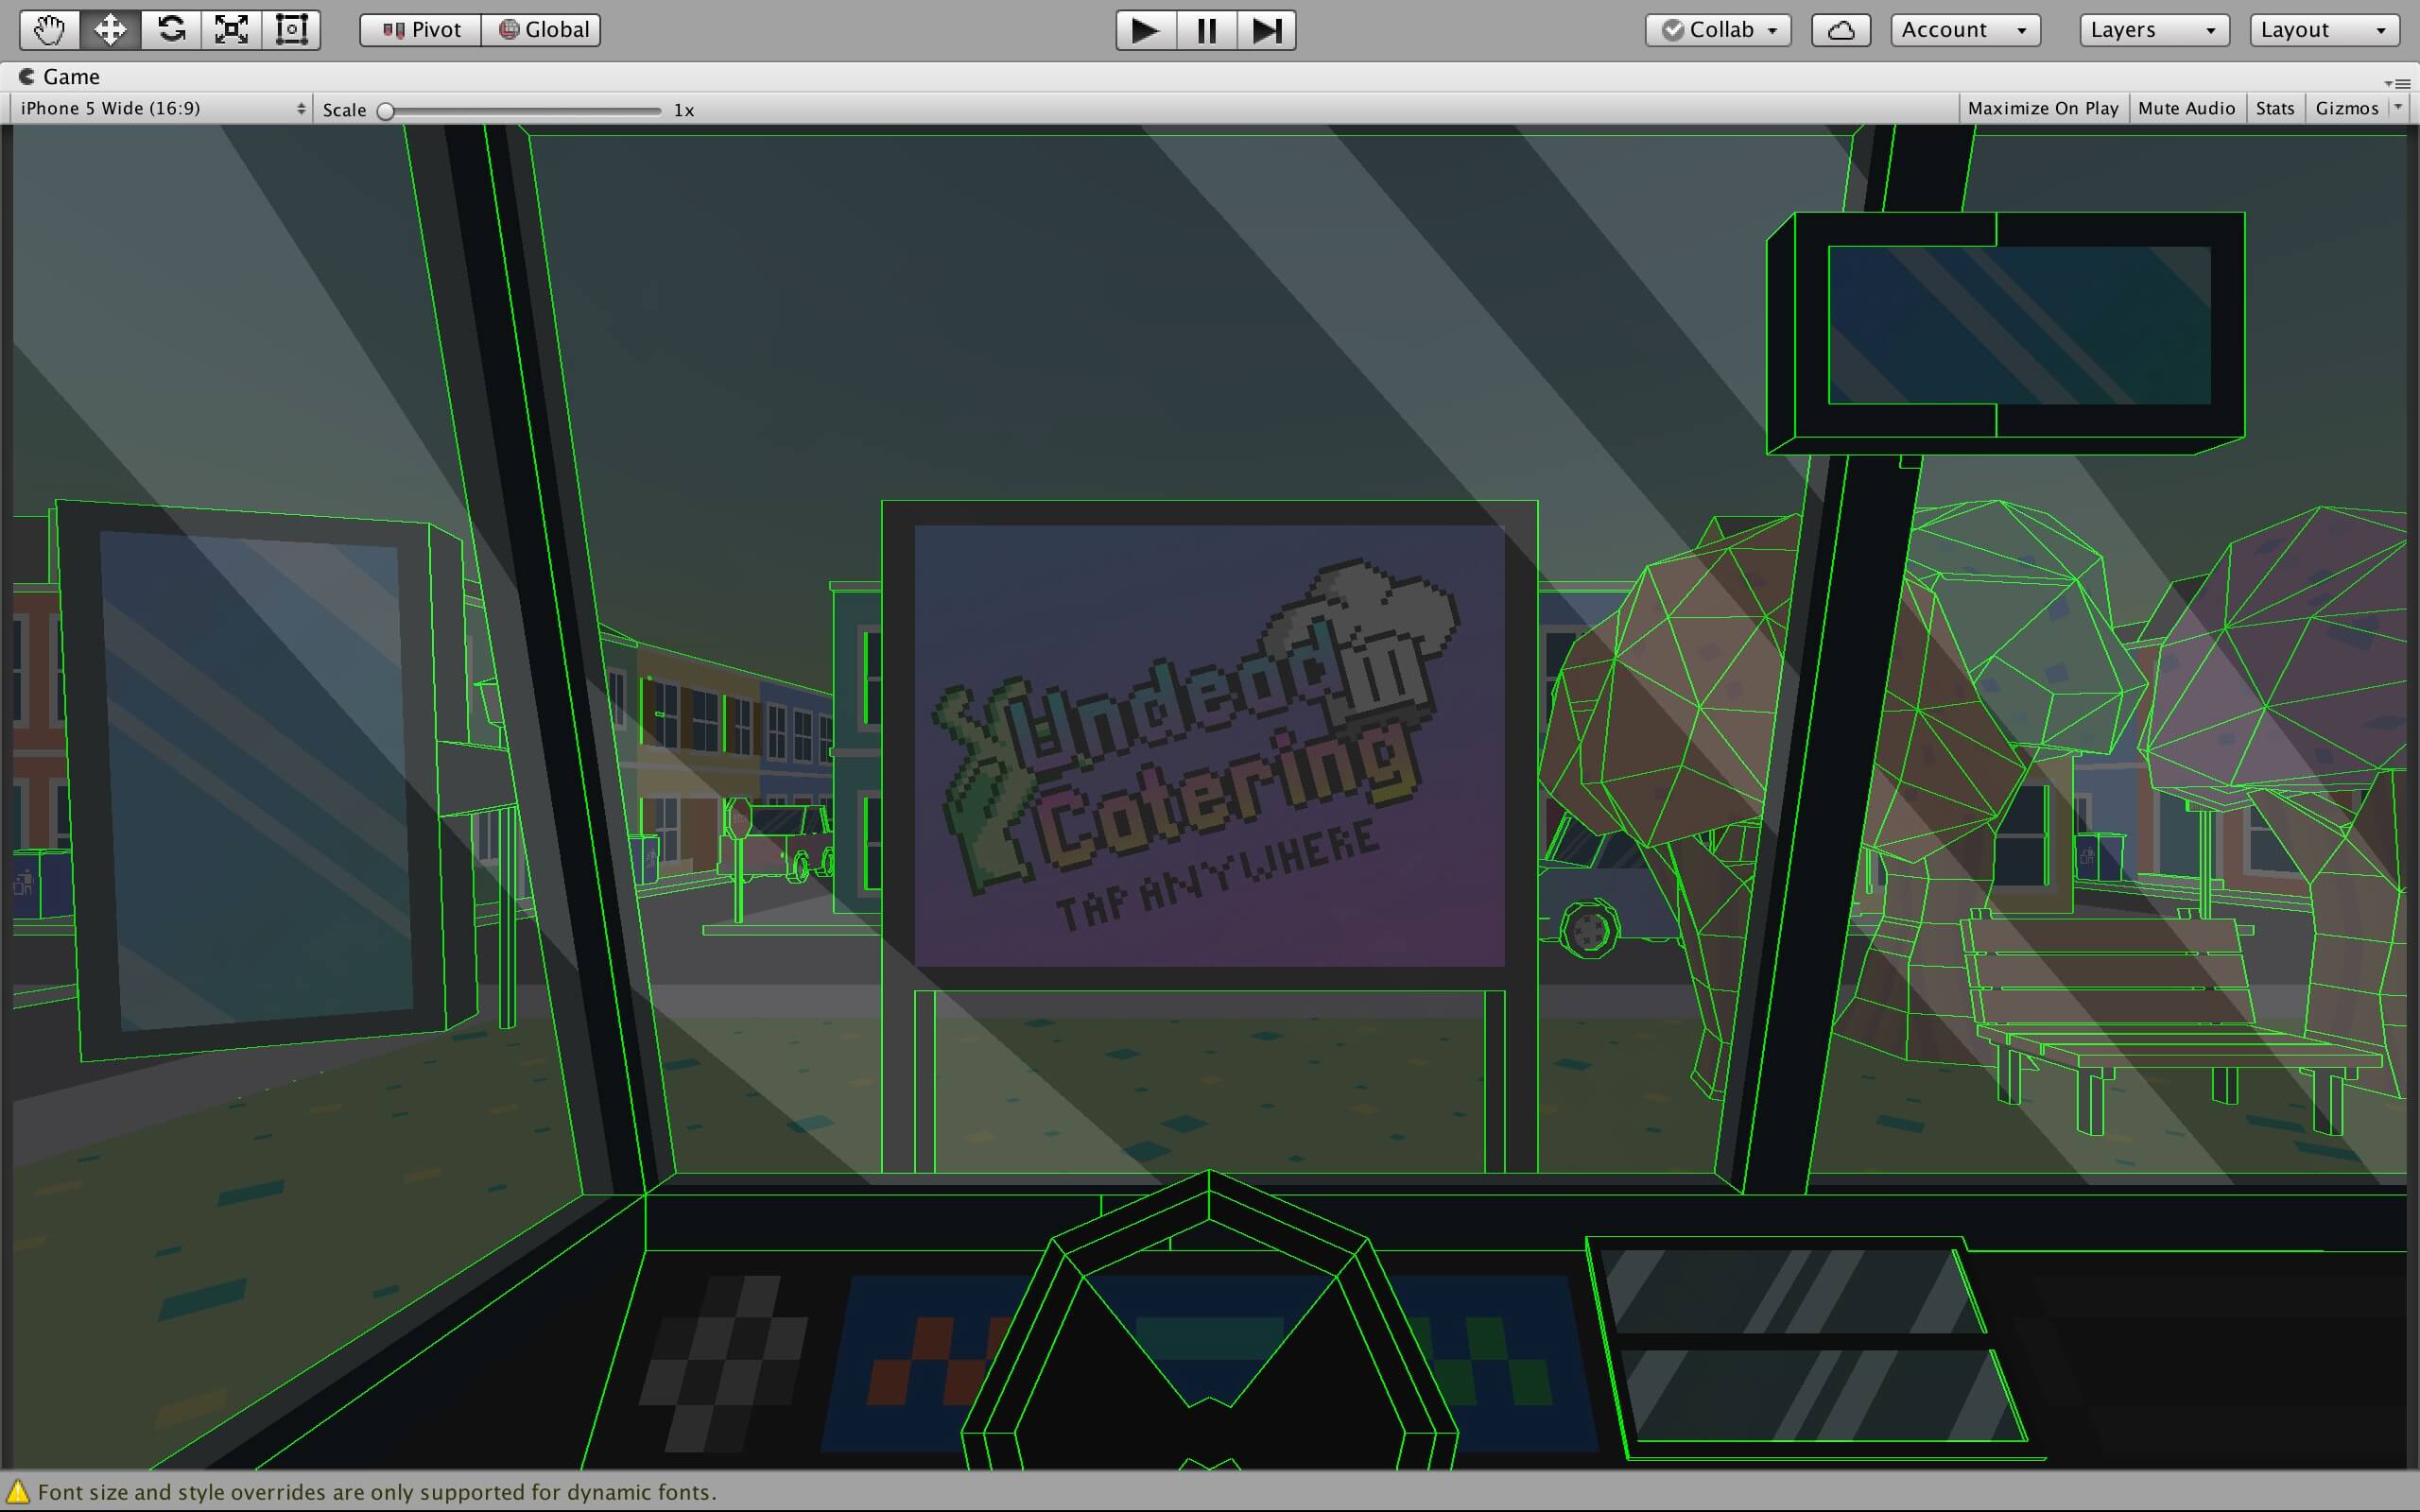 Pivot Global Collab Account Layers Layout
Game
iPhone 5 Wide (16:9) Scale 1x Maximize On Play Mute Audio Stats Gizmos
Undead
Catering
TAP ANYWHERE
Font size and style overrides are only supported for dynamic fonts.